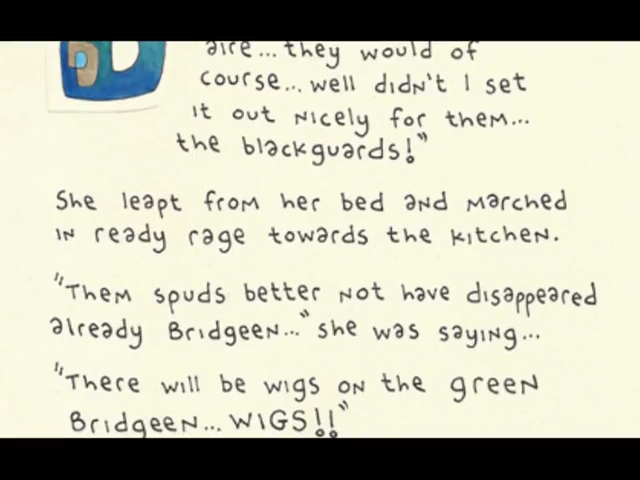 aire... they would of
course... well didn't I set
it out nicely for them...
the blackguards!"
She leapt from her bed and marched
in ready rage towards the kitchen.
"Them spuds better not have disappeared
already Bridgeen..." she was saying...
"There will be wigs on the green
Bridgeen... WIGS!!"